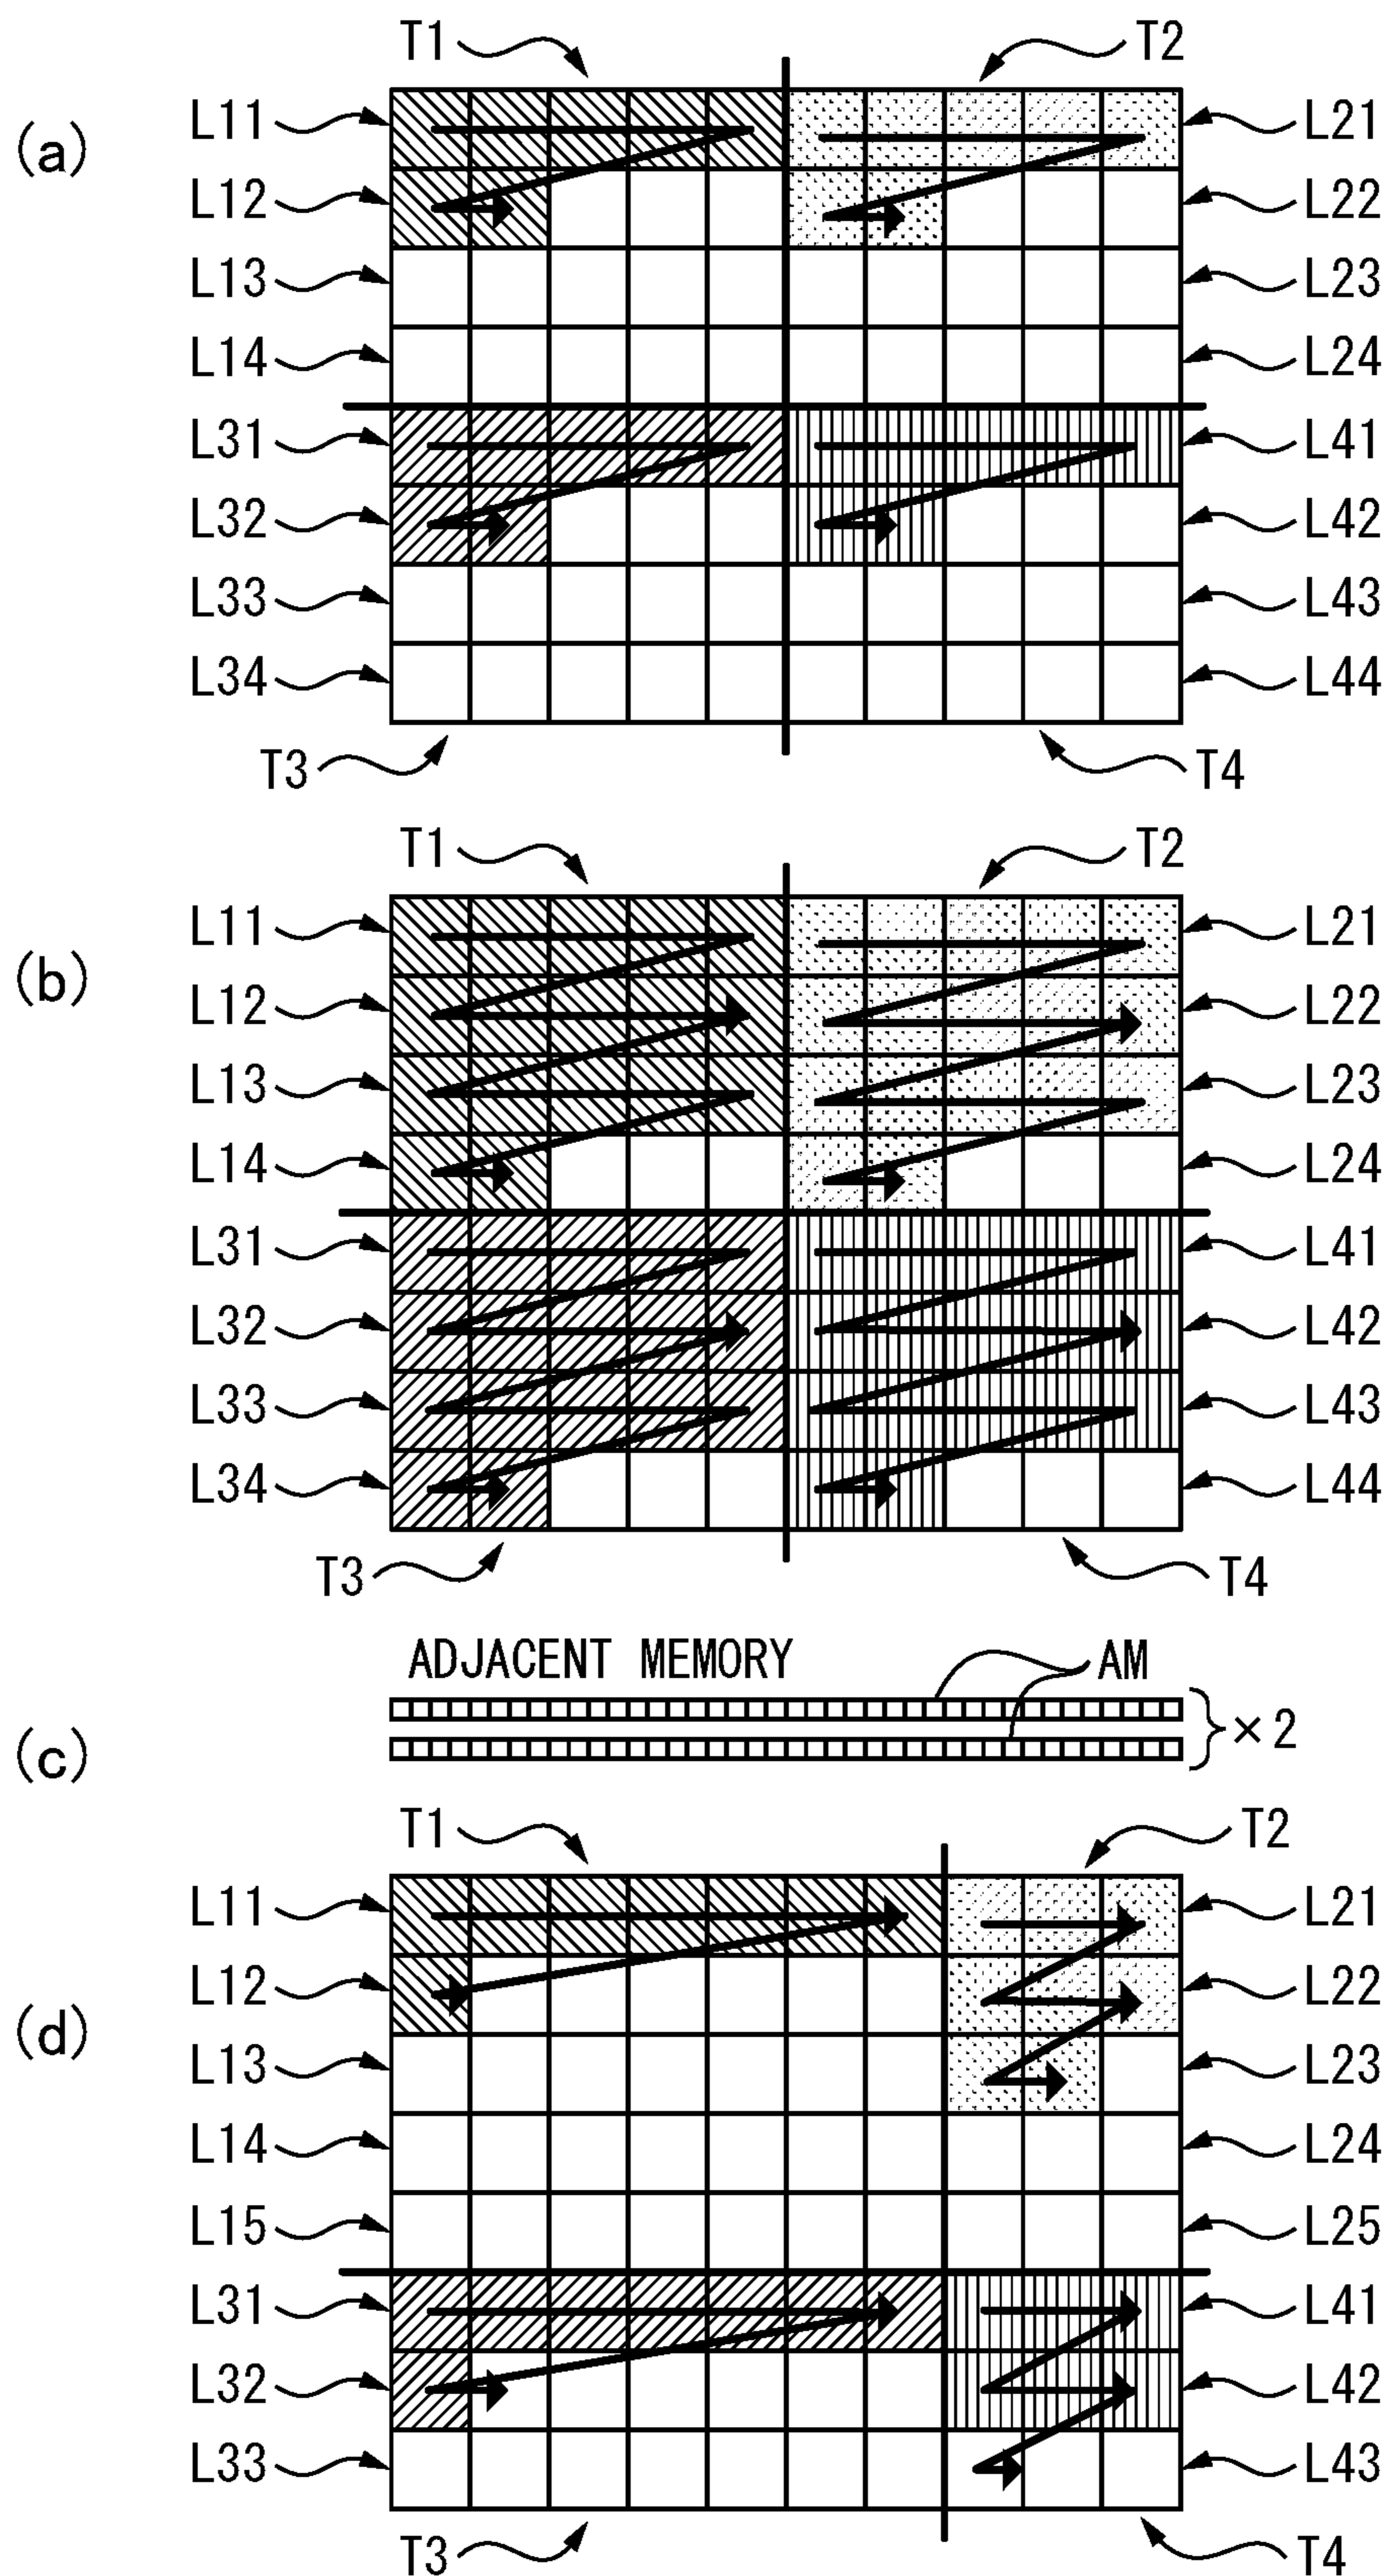 T1 T2
(a)
L11 L21
L12 L22
L13 L23
L14 L24
L31 L41
L32 L42
L33 L43
L34 L44
T3 T4
T1 T2
(b)
L11 L21
L12 L22
L13 L23
L14 L24
L31 L41
L32 L42
L33 L43
L34 L44
T3 T4
(c)
ADJACENT MEMORY AM
×2
T1 T2
(d)
L11 L21
L12 L22
L13 L23
L14 L24
L15 L25
L31 L41
L32 L42
L33 L43
T3 T4